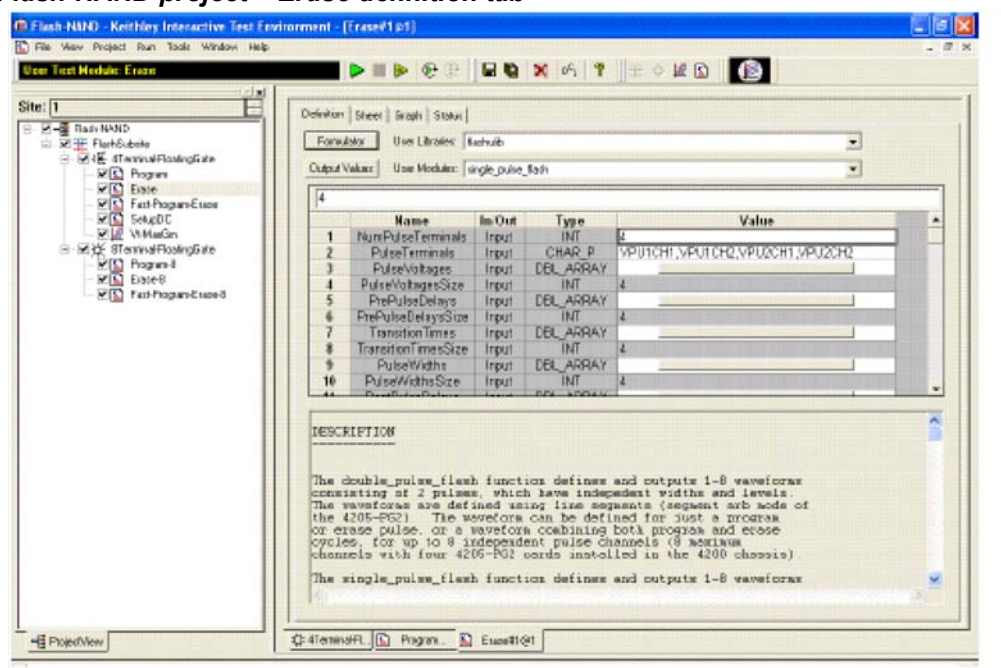 Flash-NAND project – Erase definition tab
Flash-NAND - Keithley Interactive Test Environment - [Erase#1@1]
File View Project Run Tools Window Help
User Test Module: Erase
Site: 1
Flash-NAND
FlashSubsite
4TerminalFloatingGate
Program
Erase
Fast-Program-Erase
SetupDC
Vt-MaxGm
8TerminalFloatingGate
Program-8
Erase-8
Fast-Program-Erase-8
ProjectView
Definition Sheet Graph Status
Formulator User Libraries: flashulib
Output Values User Modules: single_pulse_flash
4
Name In/Out Type Value
1 NumPulseTerminals Input INT 4
2 PulseTerminals Input CHAR_P VPU1CH1,VPU1CH2,VPU2CH1,VPU2CH2
3 PulseVoltages Input DBL_ARRAY
4 PulseVoltagesSize Input INT 4
5 PrePulseDelays Input DBL_ARRAY
6 PrePulseDelaysSize Input INT 4
7 TransitionTimes Input DBL_ARRAY
8 TransitionTimesSize Input INT 4
9 PulseWidths Input DBL_ARRAY
10 PulseWidthsSize Input INT 4
11 PostPulseDelays Input DBL_ARRAY
DESCRIPTION
The double_pulse_flash function defines and outputs 1-8 waveforms
consisting of 2 pulses, which have indepedent widths and levels.
The waveforms are defined using line segments (segment arb mode of
the 4205-PG2) The waveform can be defined for just a program
or erase pulse, or a waveform combining both program and erase
cycles, for up to 8 independent pulse channels (8 maximum
channels with four 4205-PG2 cards installed in the 4200 chassis).
The single_pulse_flash function defines and outputs 1-8 waveforms
4TerminalFl... Program... Erase#1@1